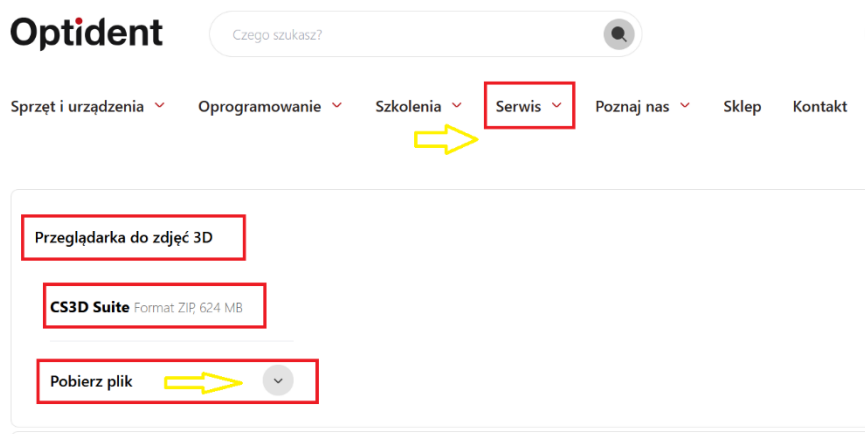 Optident
Czego szukasz?
Sprzęt i urządzenia Oprogramowanie Szkolenia Serwis Poznaj nas Sklep Kontakt
Przeglądarka do zdjęć 3D
CS3D Suite Format ZIP, 624 MB
Pobierz plik